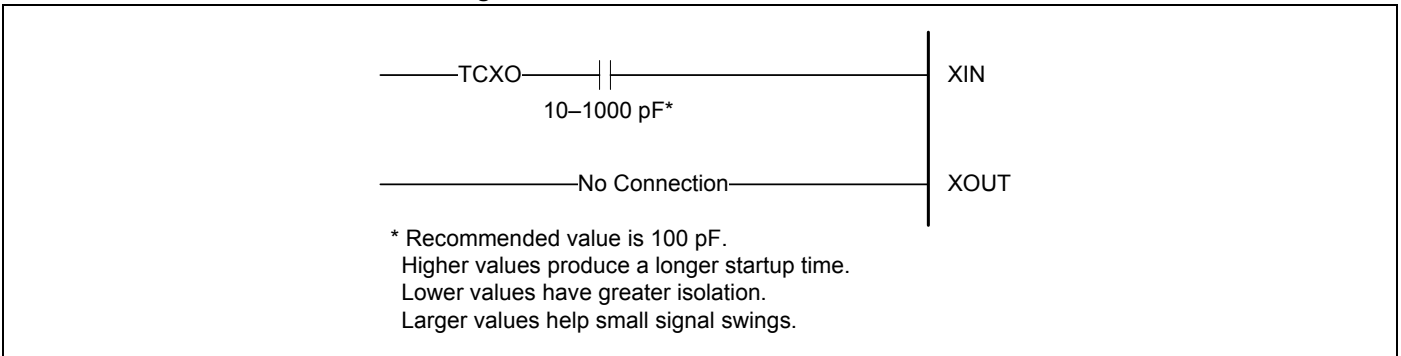 TCXO XIN
10–1000 pF*
No Connection XOUT
* Recommended value is 100 pF.
Higher values produce a longer startup time.
Lower values have greater isolation.
Larger values help small signal swings.